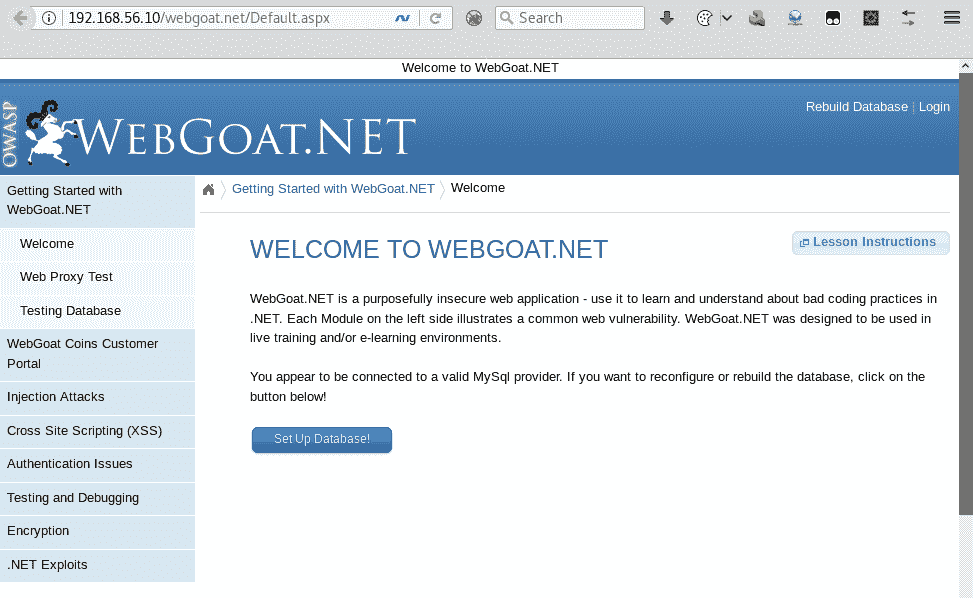 192.168.56.10/webgoat.net/Default.aspx
Search
Welcome to WebGoat.NET
Rebuild Database | Login
OWASP
WEBGOAT.NET
Getting Started with
WebGoat.NET
Welcome
Web Proxy Test
Testing Database
WebGoat Coins Customer
Portal
Injection Attacks
Cross Site Scripting (XSS)
Authentication Issues
Testing and Debugging
Encryption
.NET Exploits
Getting Started with WebGoat.NET
Welcome
WELCOME TO WEBGOAT.NET
Lesson Instructions
WebGoat.NET is a purposefully insecure web application - use it to learn and understand about bad coding practices in
.NET. Each Module on the left side illustrates a common web vulnerability. WebGoat.NET was designed to be used in
live training and/or e-learning environments.
You appear to be connected to a valid MySql provider. If you want to reconfigure or rebuild the database, click on the
button below!
Set Up Database!